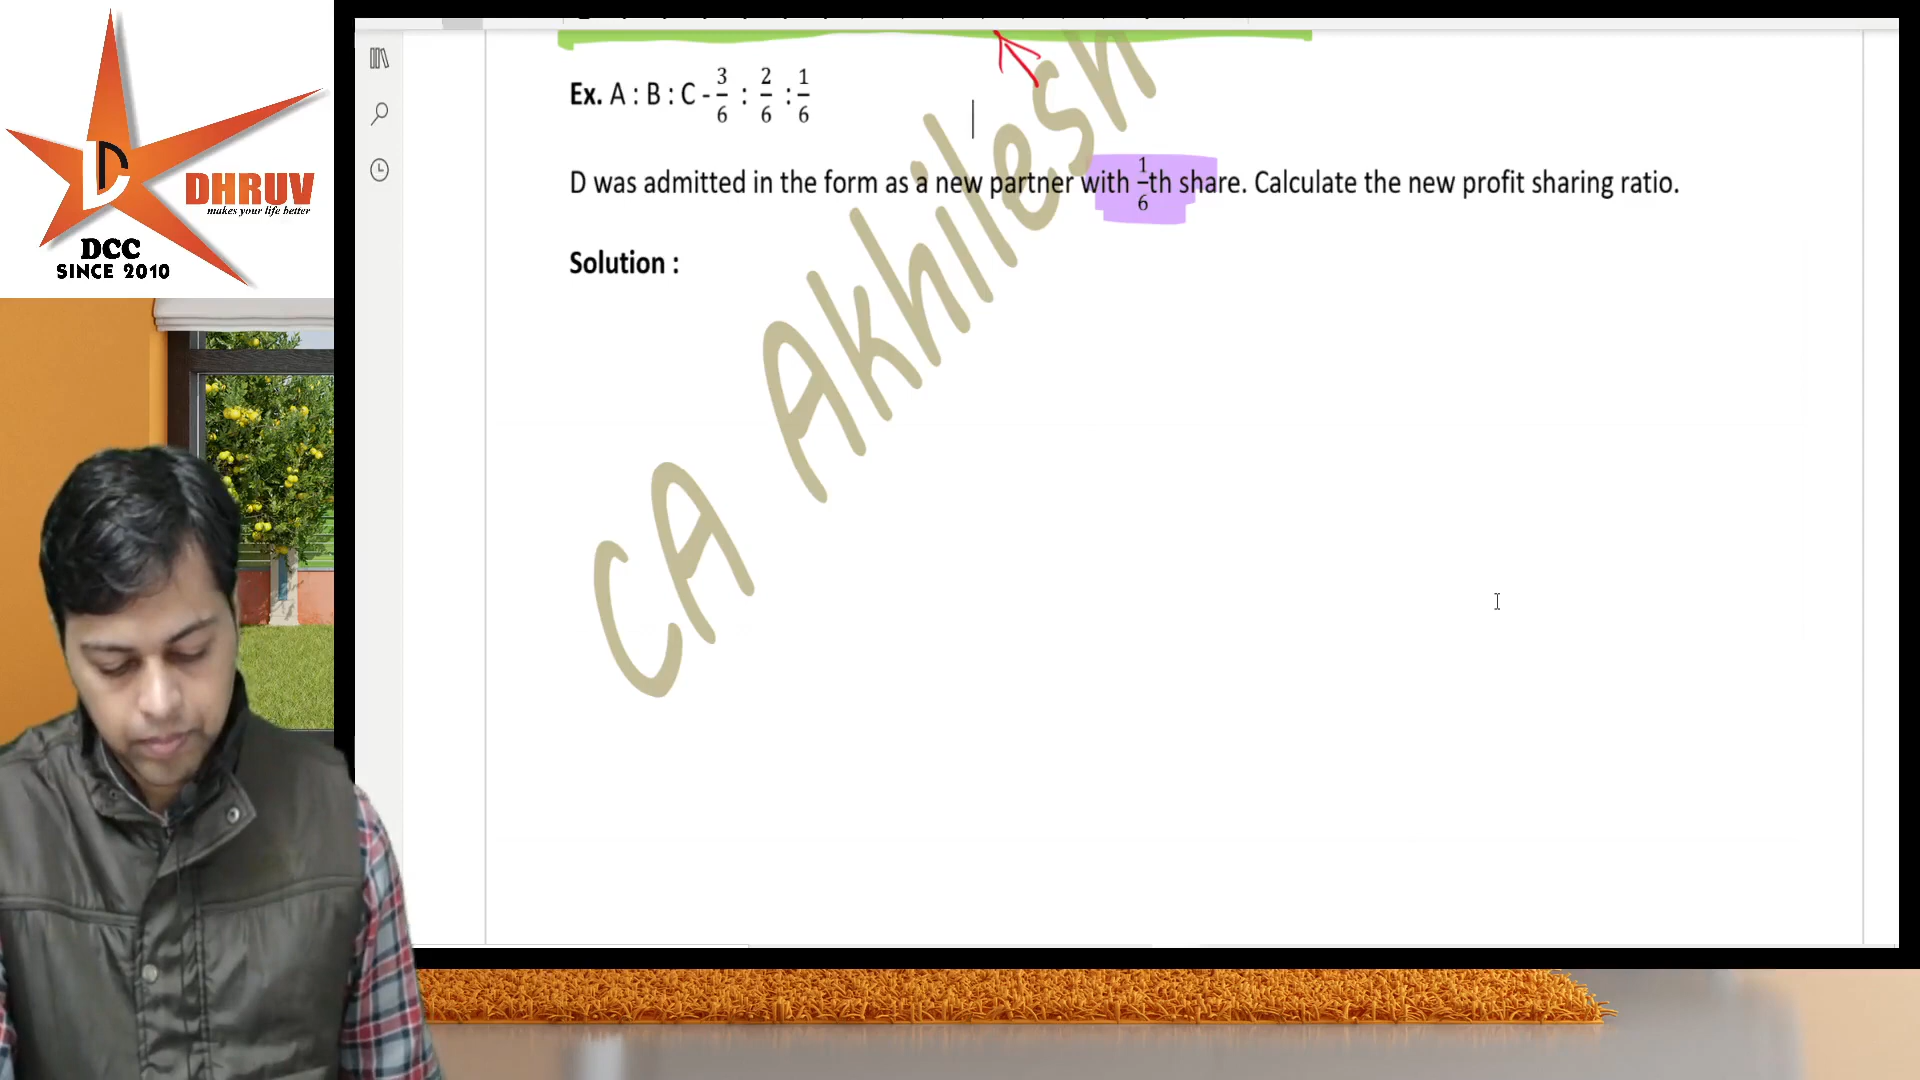 D
DHRUV
makes your life better
DCC
SINCE 2010
Ex. A : B : C - 3/6 : 2/6 : 1/6
D was admitted in the form as a new partner with 1/6th share. Calculate the new profit sharing ratio.
Solution :
CA Akhilesh